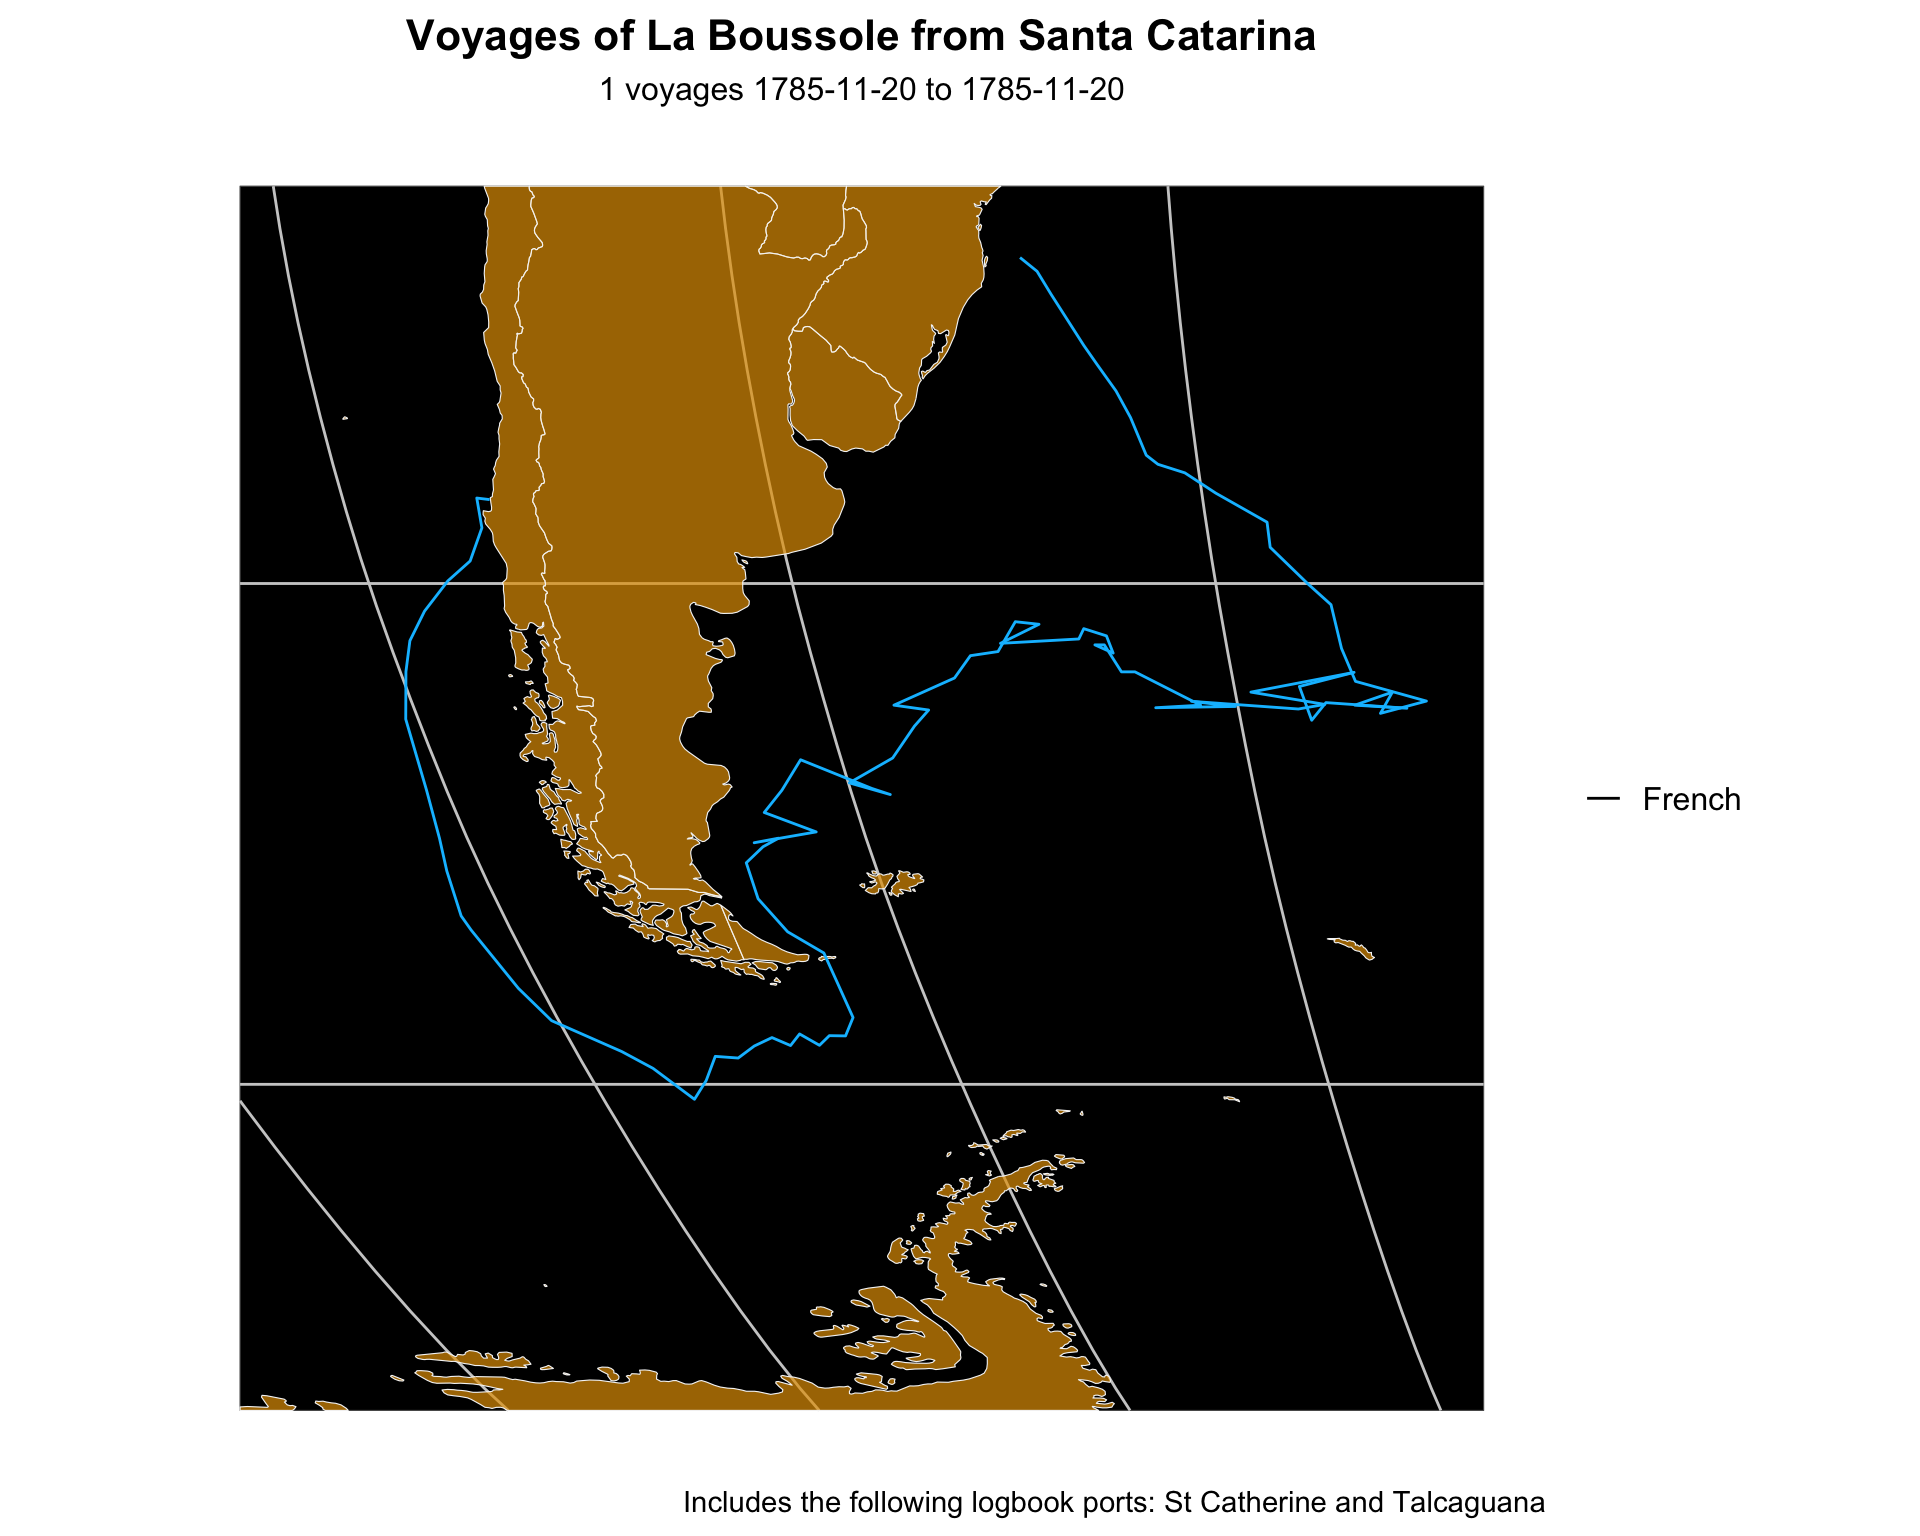 Voyages of La Boussole from Santa Catarina
1 voyages 1785-11-20 to 1785-11-20
French
Includes the following logbook ports: St Catherine and Talcaguana